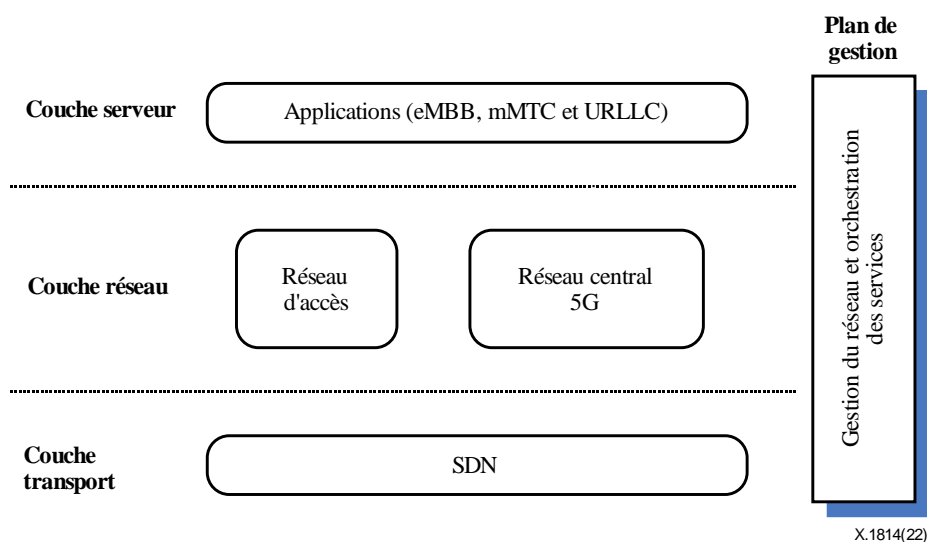 Plan de
gestion
Couche serveur
Applications (eMBB, mMTC et URLLC)
Couche réseau
Réseau
d'accès
Réseau central
5G
Gestion du réseau et orchestration
des services
Couche
transport
SDN
X.1814(22)